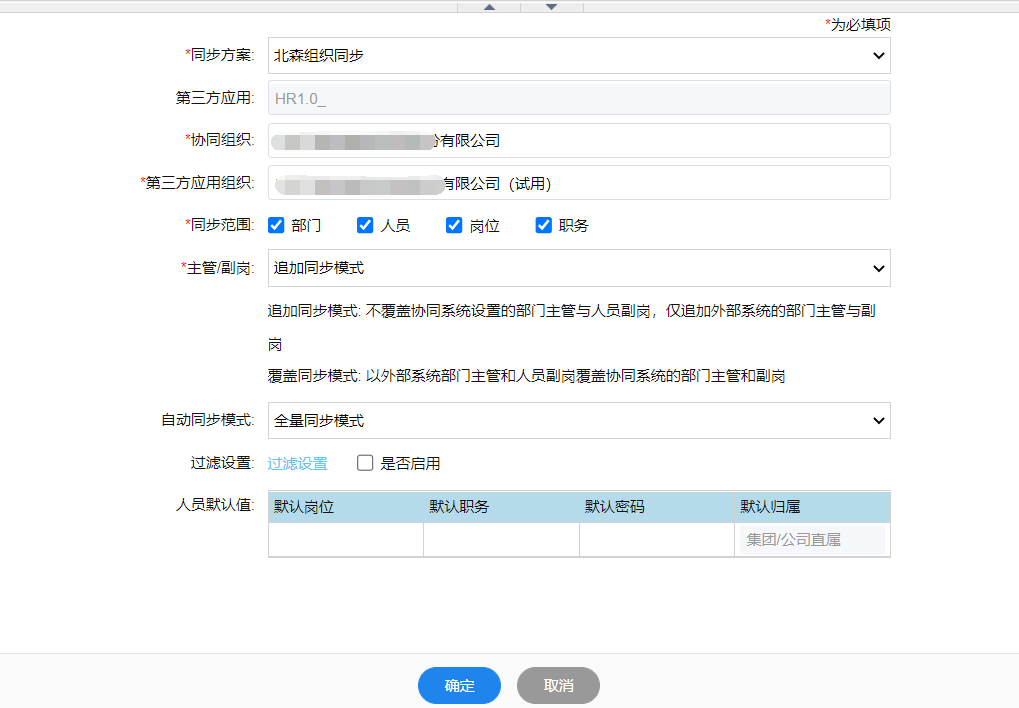 *为必填项
*同步方案: 北森组织同步
第三方应用: HR1.0_
*协同组织: 有限公司
*第三方应用组织: 有限公司（试用）
*同步范围: 部门 人员 岗位 职务
*主管/副岗: 追加同步模式
追加同步模式: 不覆盖协同系统设置的部门主管与人员副岗，仅追加外部系统的部门主管与副
岗
覆盖同步模式: 以外部系统部门主管和人员副岗覆盖协同系统的部门主管和副岗
自动同步模式: 全量同步模式
过滤设置: 过滤设置 是否启用
人员默认值: 默认岗位 默认职务 默认密码 默认归属
集团/公司直属
确定 取消